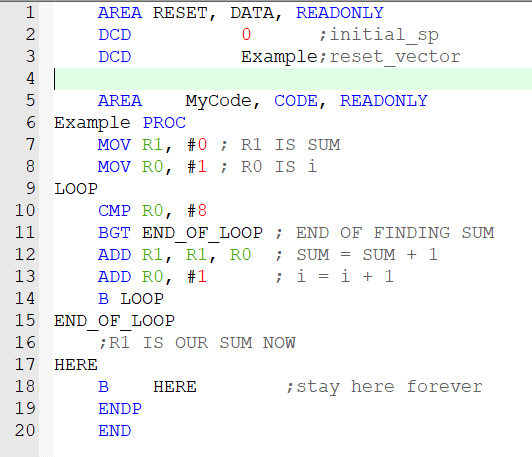 1 AREA RESET, DATA, READONLY
2 DCD 0 ;initial_sp
3 DCD Example;reset_vector
4
5 AREA MyCode, CODE, READONLY
6 Example PROC
7 MOV R1, #0 ; R1 IS SUM
8 MOV R0, #1 ; R0 IS i
9 LOOP
10 CMP R0, #8
11 BGT END_OF_LOOP ; END OF FINDING SUM
12 ADD R1, R1, R0 ; SUM = SUM + 1
13 ADD R0, #1 ; i = i + 1
14 B LOOP
15 END_OF_LOOP
16 ;R1 IS OUR SUM NOW
17 HERE
18 B HERE ;stay here forever
19 ENDP
20 END